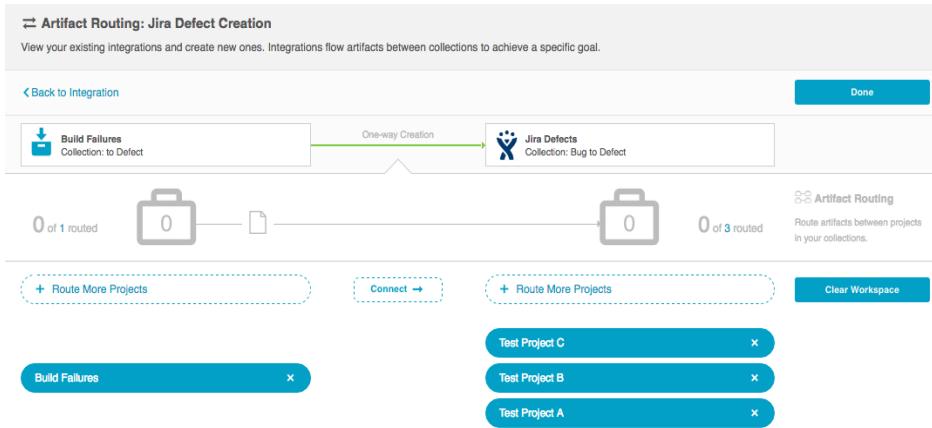 Artifact Routing: Jira Defect Creation
View your existing integrations and create new ones. Integrations flow artifacts between collections to achieve a specific goal.
Back to Integration
Done
Build Failures
Collection: to Defect
One-way Creation
Jira Defects
Collection: Bug to Defect
0 of 1 routed
0
0
0 of 3 routed
Artifact Routing
Route artifacts between projects
in your collections.
+ Route More Projects
Connect →
+ Route More Projects
Clear Workspace
Test Project C ×
Build Failures ×
Test Project B ×
Test Project A ×